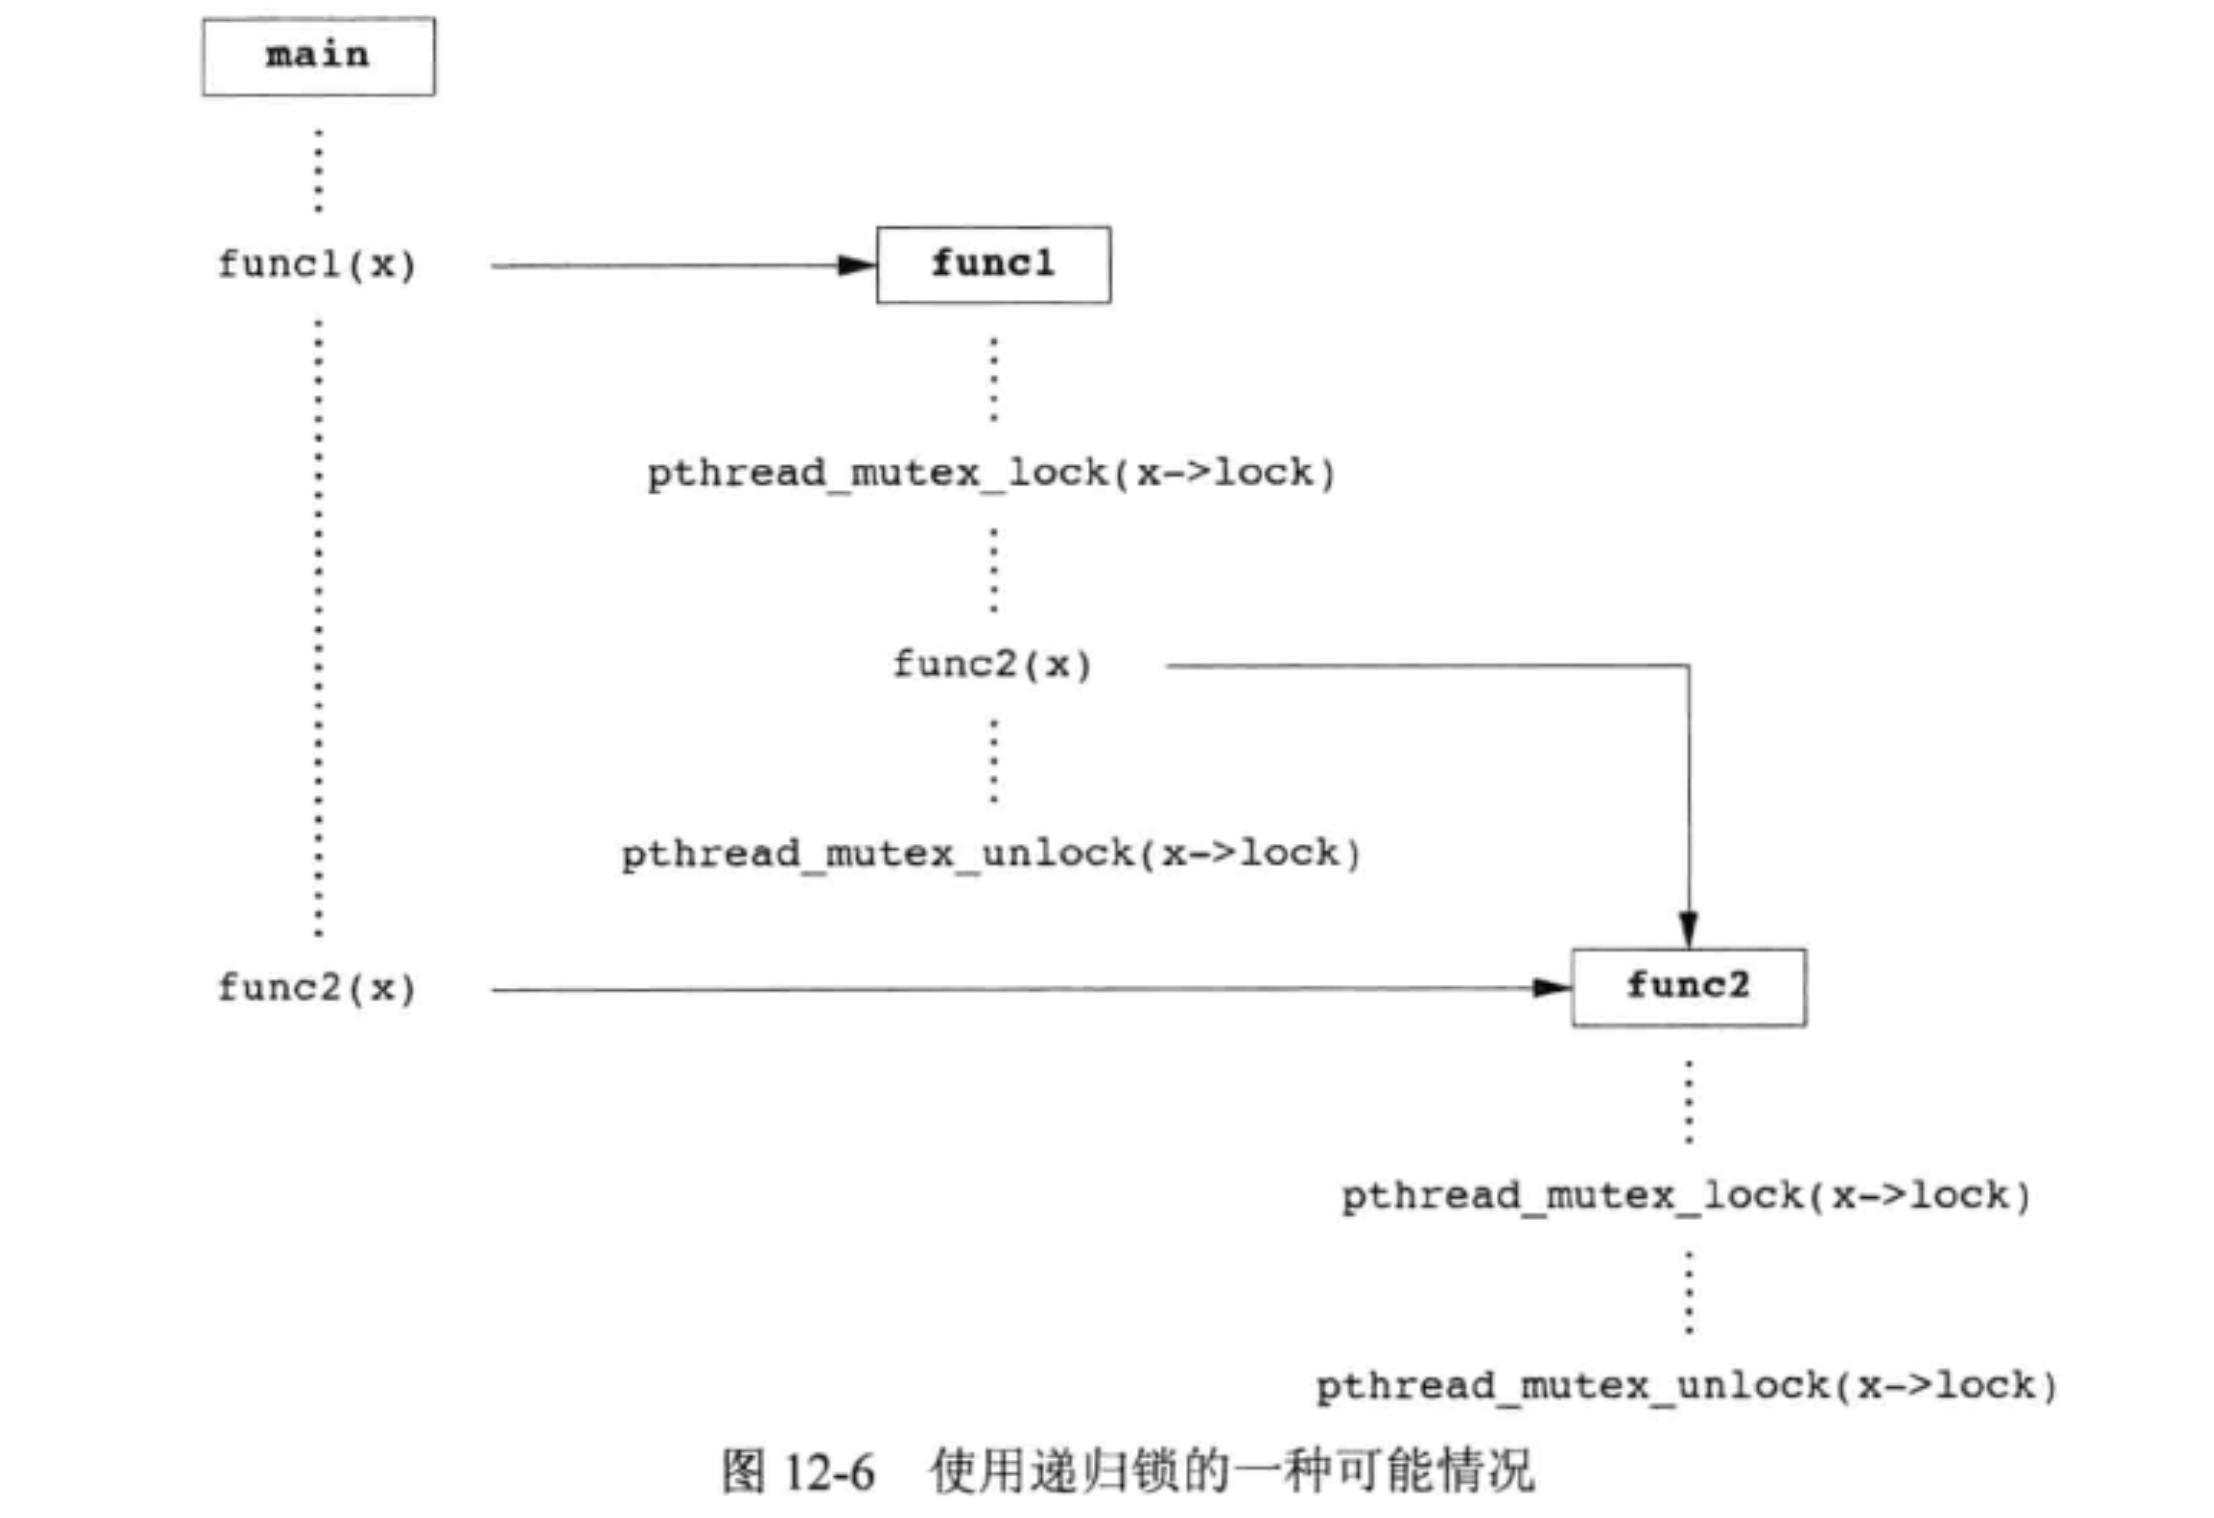 main
func1(x)
func1
pthread_mutex_lock(x->lock)
func2(x)
pthread_mutex_unlock(x->lock)
func2(x)
func2
pthread_mutex_lock(x->lock)
pthread_mutex_unlock(x->lock)
图 12-6 使用递归锁的一种可能情况